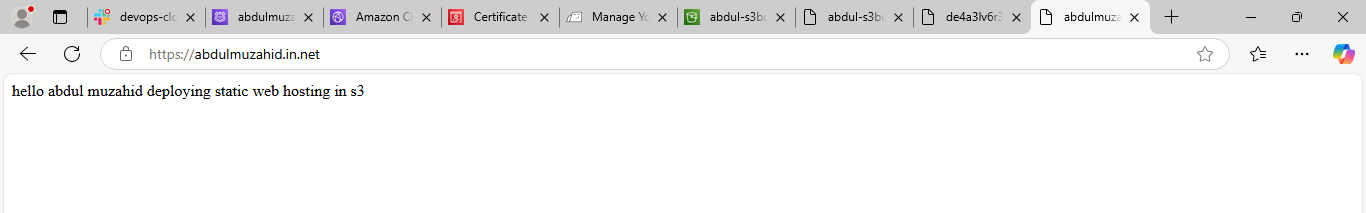 devops-clc
abdulmuza
Amazon Cl
Certificate
Manage Yo
abdul-s3bu
abdul-s3bu
de4a3lv6r3
abdulmuza
https://abdulmuzahid.in.net
hello abdul muzahid deploying static web hosting in s3